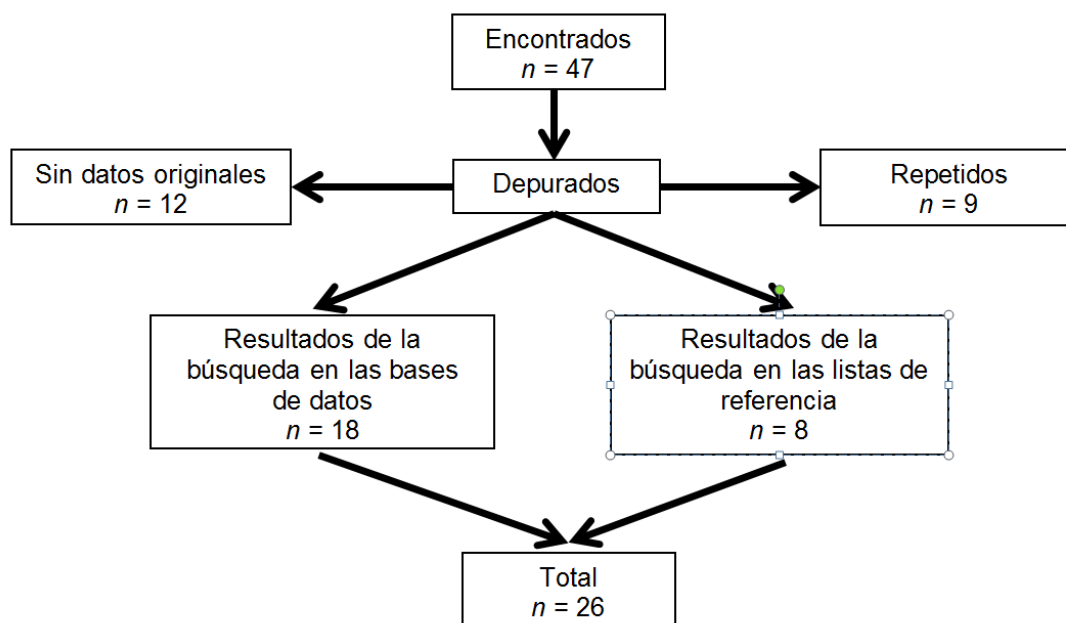 Encontrados
n = 47
Sin datos originales
n = 12
Depurados
Repetidos
n = 9
Resultados de la
búsqueda en las bases
de datos
n = 18
Resultados de la
búsqueda en las listas de
referencia
n = 8
Total
n = 26